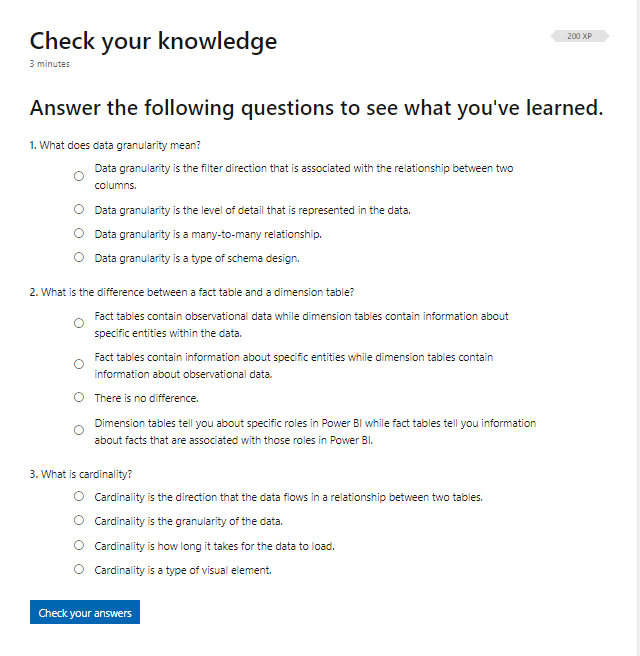 Check your knowledge
200 XP
3 minutes
Answer the following questions to see what you've learned.
1. What does data granularity mean?
Data granularity is the filter direction that is associated with the relationship between two
columns.
Data granularity is the level of detail that is represented in the data.
Data granularity is a many-to-many relationship.
Data granularity is a type of schema design.
2. What is the difference between a fact table and a dimension table?
Fact tables contain observational data while dimension tables contain information about
specific entities within the data.
Fact tables contain information about specific entities while dimension tables contain
information about observational data.
There is no difference.
Dimension tables tell you about specific roles in Power BI while fact tables tell you information
about facts that are associated with those roles in Power BI.
3. What is cardinality?
Cardinality is the direction that the data flows in a relationship between two tables.
Cardinality is the granularity of the data.
Cardinality is how long it takes for the data to load.
Cardinality is a type of visual element.
Check your answers